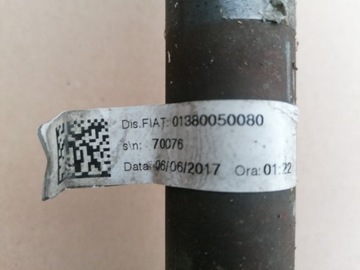 Dis.FIAT: 01380050080
s\n: 70076
Data: 06/06/2017 Ora: 01:22